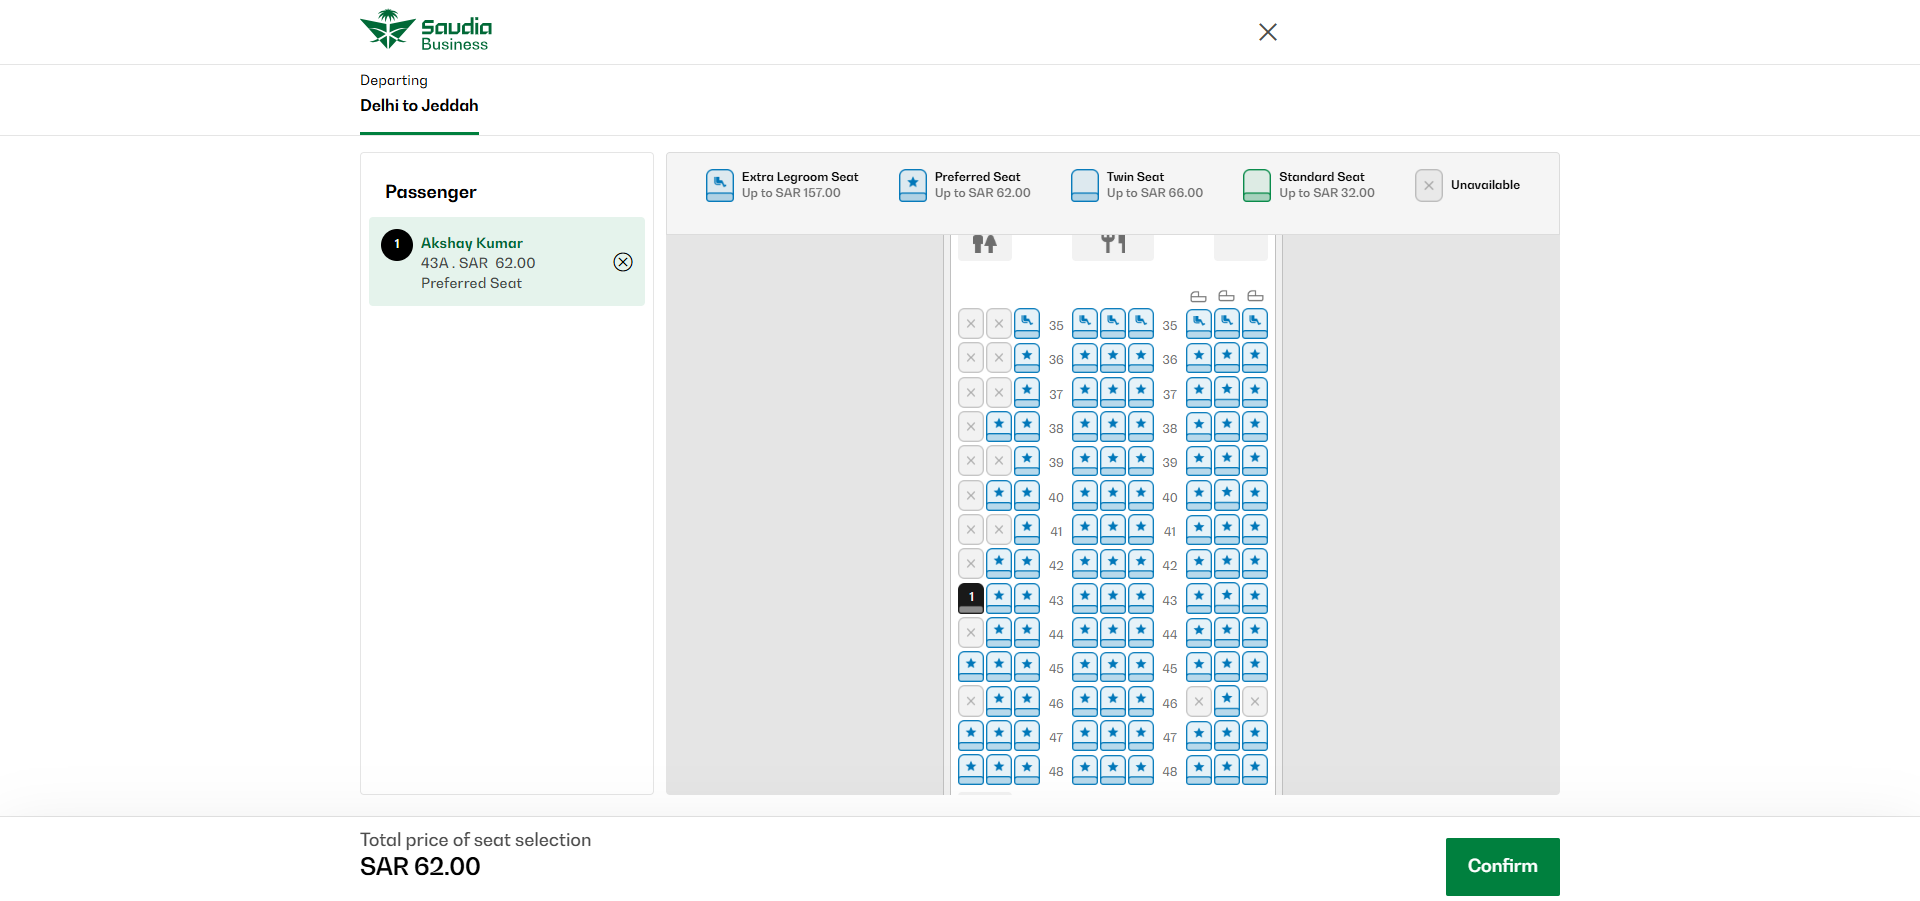 Saudia
Business
Departing
Delhi to Jeddah
Passenger
1
Akshay Kumar
43A . SAR 62.00
Preferred Seat
Extra Legroom Seat
Up to SAR 157.00
Preferred Seat
Up to SAR 62.00
Twin Seat
Up to SAR 66.00
Standard Seat
Up to SAR 32.00
Unavailable
35 35
36 36
37 37
38 38
39 39
40 40
41 41
42 42
1 43 43
44 44
45 45
46 46
47 47
48 48
Total price of seat selection
SAR 62.00
Confirm